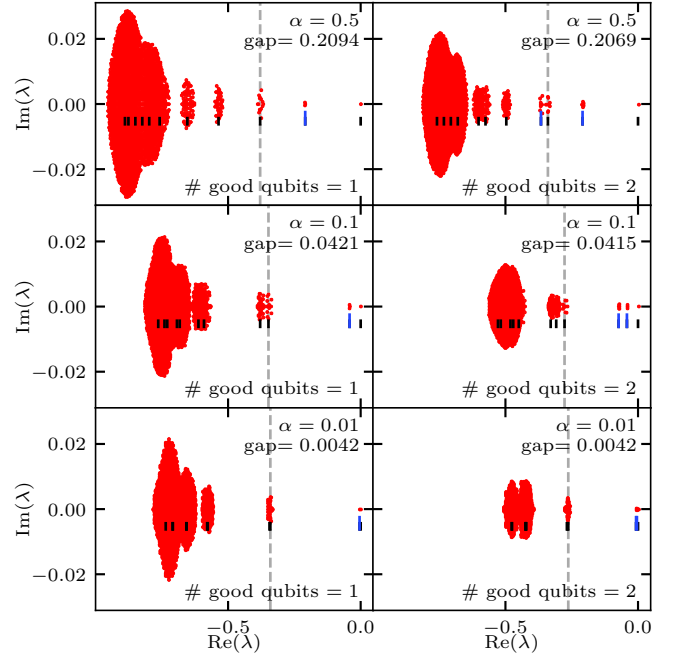 α = 0.5
gap= 0.2094
# good qubits = 1
α = 0.5
gap= 0.2069
# good qubits = 2
0.02
0.00
−0.02
Im(λ)
α = 0.1
gap= 0.0421
# good qubits = 1
α = 0.1
gap= 0.0415
# good qubits = 2
0.02
0.00
−0.02
Im(λ)
α = 0.01
gap= 0.0042
# good qubits = 1
α = 0.01
gap= 0.0042
# good qubits = 2
0.02
0.00
−0.02
Im(λ)
−0.5 0.0 −0.5 0.0
Re(λ) Re(λ)